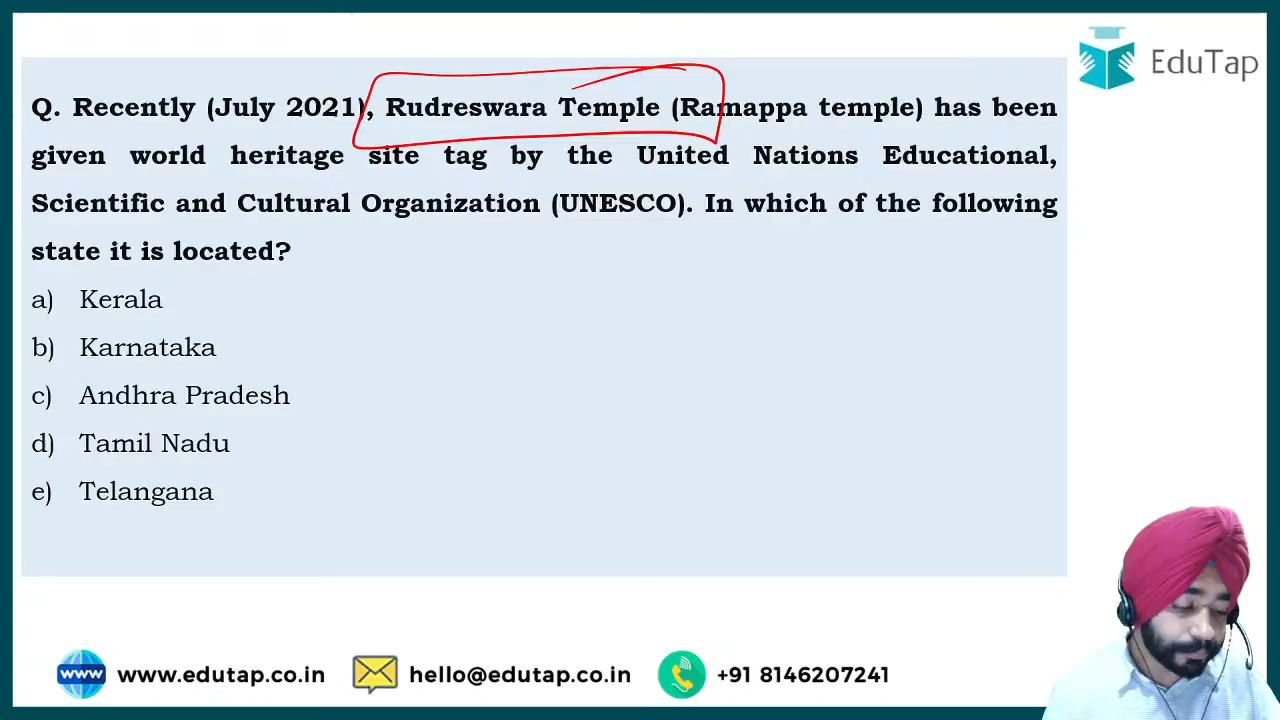 EduTap
Q. Recently (July 2021), Rudreswara Temple (Ramappa temple) has been
given world heritage site tag by the United Nations Educational,
Scientific and Cultural Organization (UNESCO). In which of the following
state it is located?
a) Kerala
b) Karnataka
c) Andhra Pradesh
d) Tamil Nadu
e) Telangana
www www.edutap.co.in hello@edutap.co.in +91 8146207241